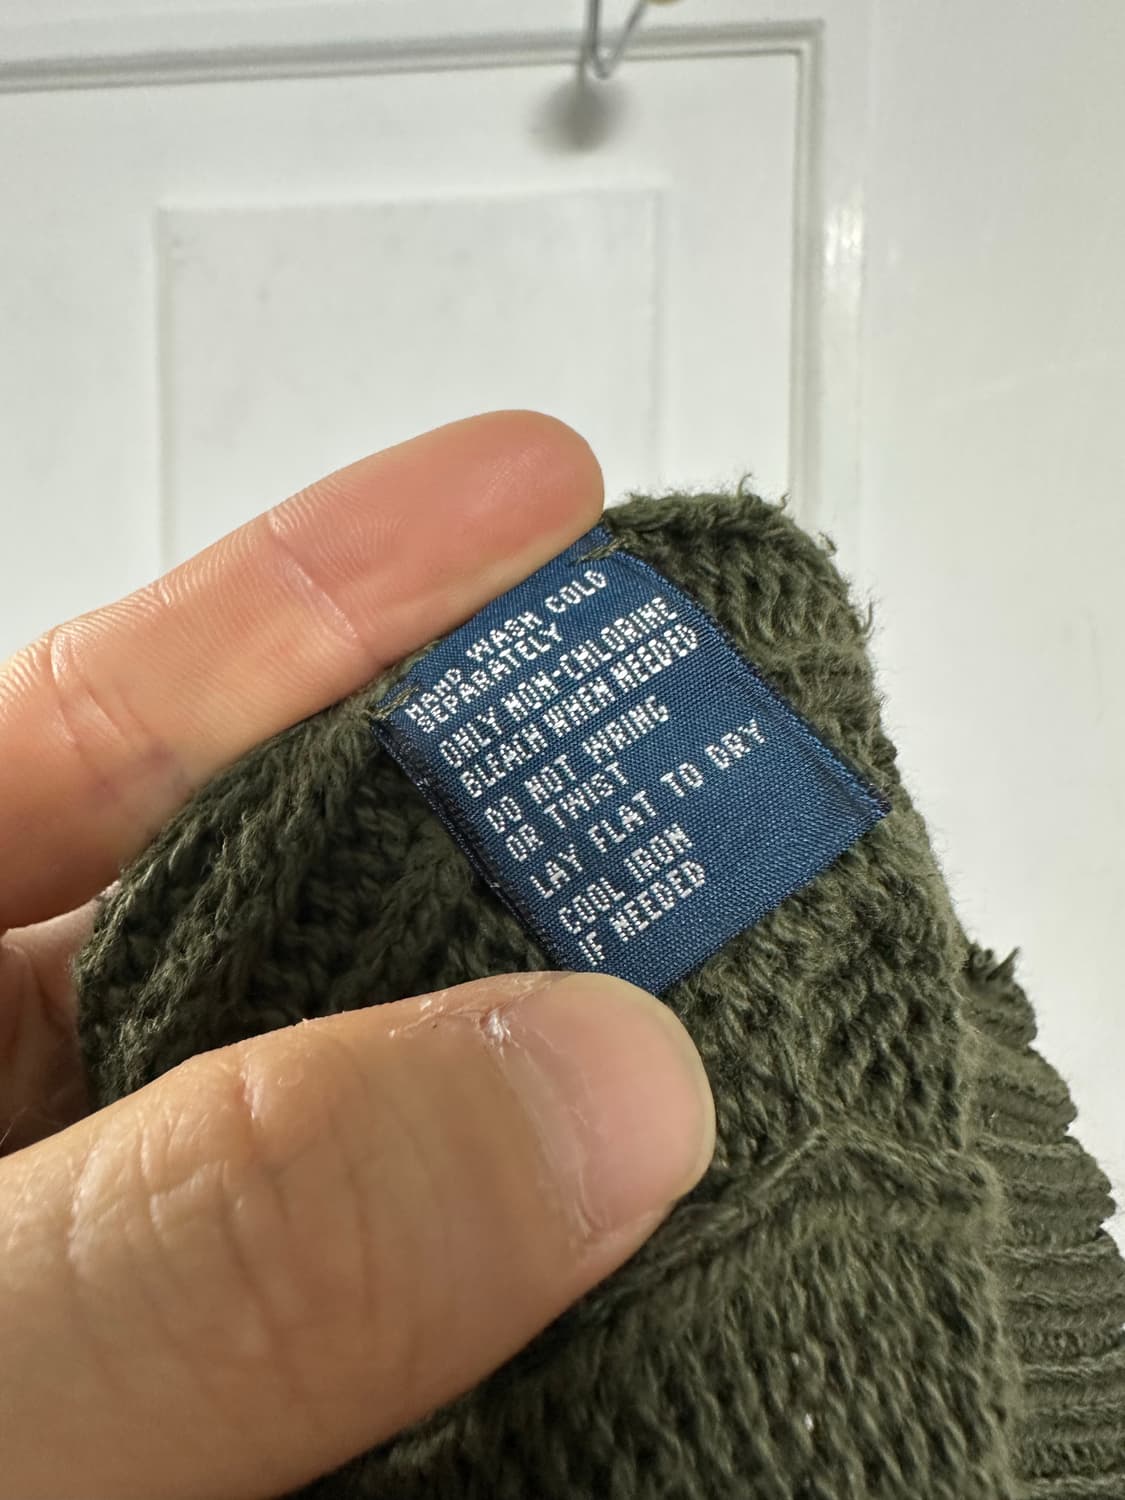 HAND WASH COLD
SEPARATELY
ONLY NON-CHLORINE
BLEACH WHEN NEEDED
DO NOT WRING
OR TWIST
LAY FLAT TO DRY
COOL IRON
IF NEEDED